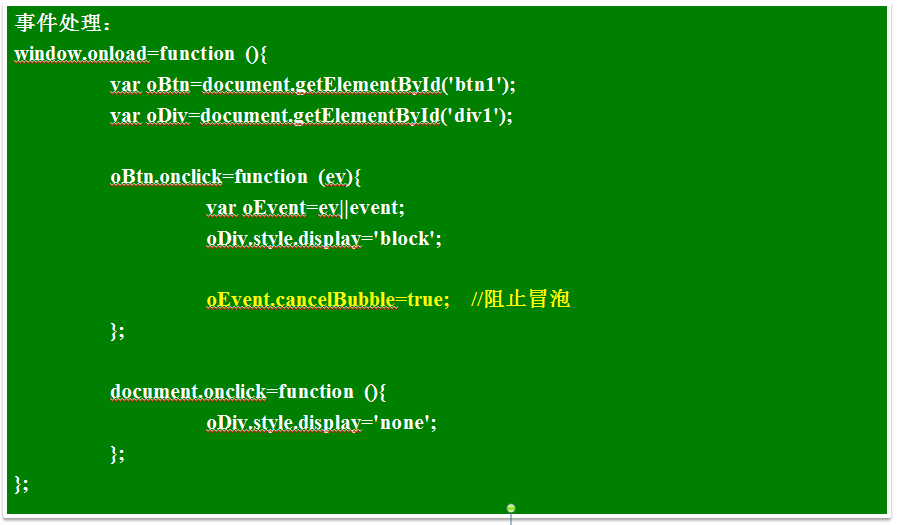 事件处理：
window.onload=function (){
var oBtn=document.getElementById('btn1');
var oDiv=document.getElementById('div1');
oBtn.onclick=function (ev){
var oEvent=ev||event;
oDiv.style.display='block';
oEvent.cancelBubble=true; //阻止冒泡
};
document.onclick=function (){
oDiv.style.display='none';
};
};